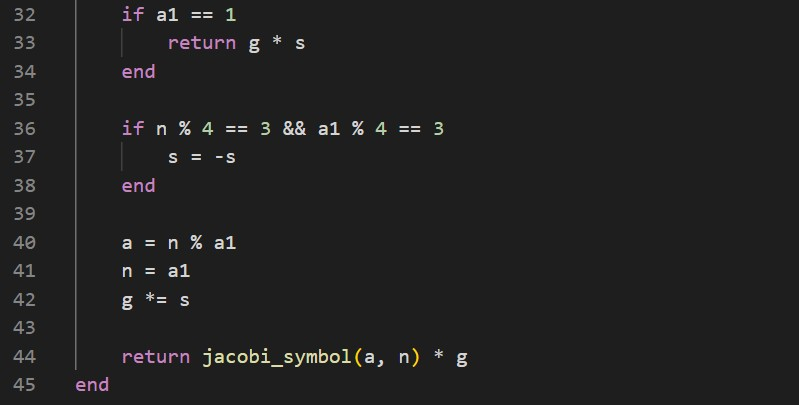 32 if a1 == 1
33 return g * s
34 end
35
36 if n % 4 == 3 && a1 % 4 == 3
37 s = -s
38 end
39
40 a = n % a1
41 n = a1
42 g *= s
43
44 return jacobi_symbol(a, n) * g
45 end